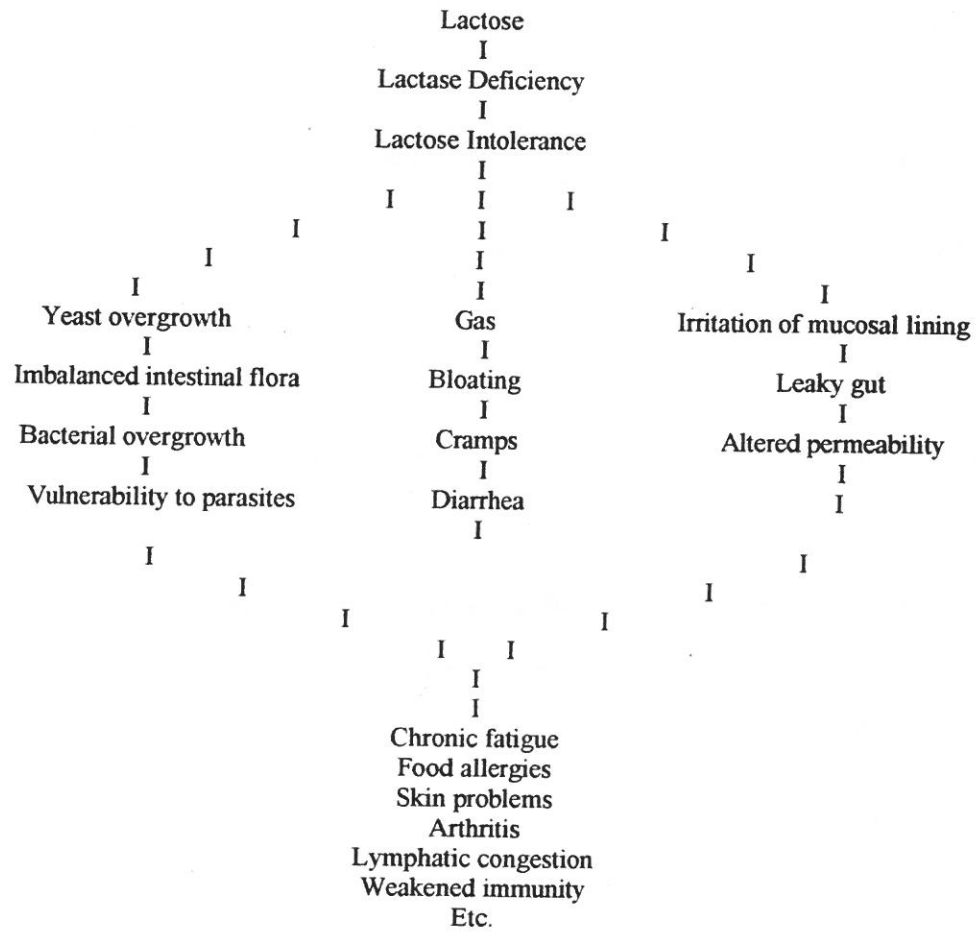 Lactose
I
Lactase Deficiency
I
Lactose Intolerance
I
I I I
I I I
I I I
I I I
Yeast overgrowth Gas Irritation of mucosal lining
I I I
Imbalanced intestinal flora Bloating Leaky gut
I I I
Bacterial overgrowth Cramps Altered permeability
I I I
Vulnerability to parasites Diarrhea I
I
I I
I I
I I
I I
I
I
Chronic fatigue
Food allergies
Skin problems
Arthritis
Lymphatic congestion
Weakened immunity
Etc.